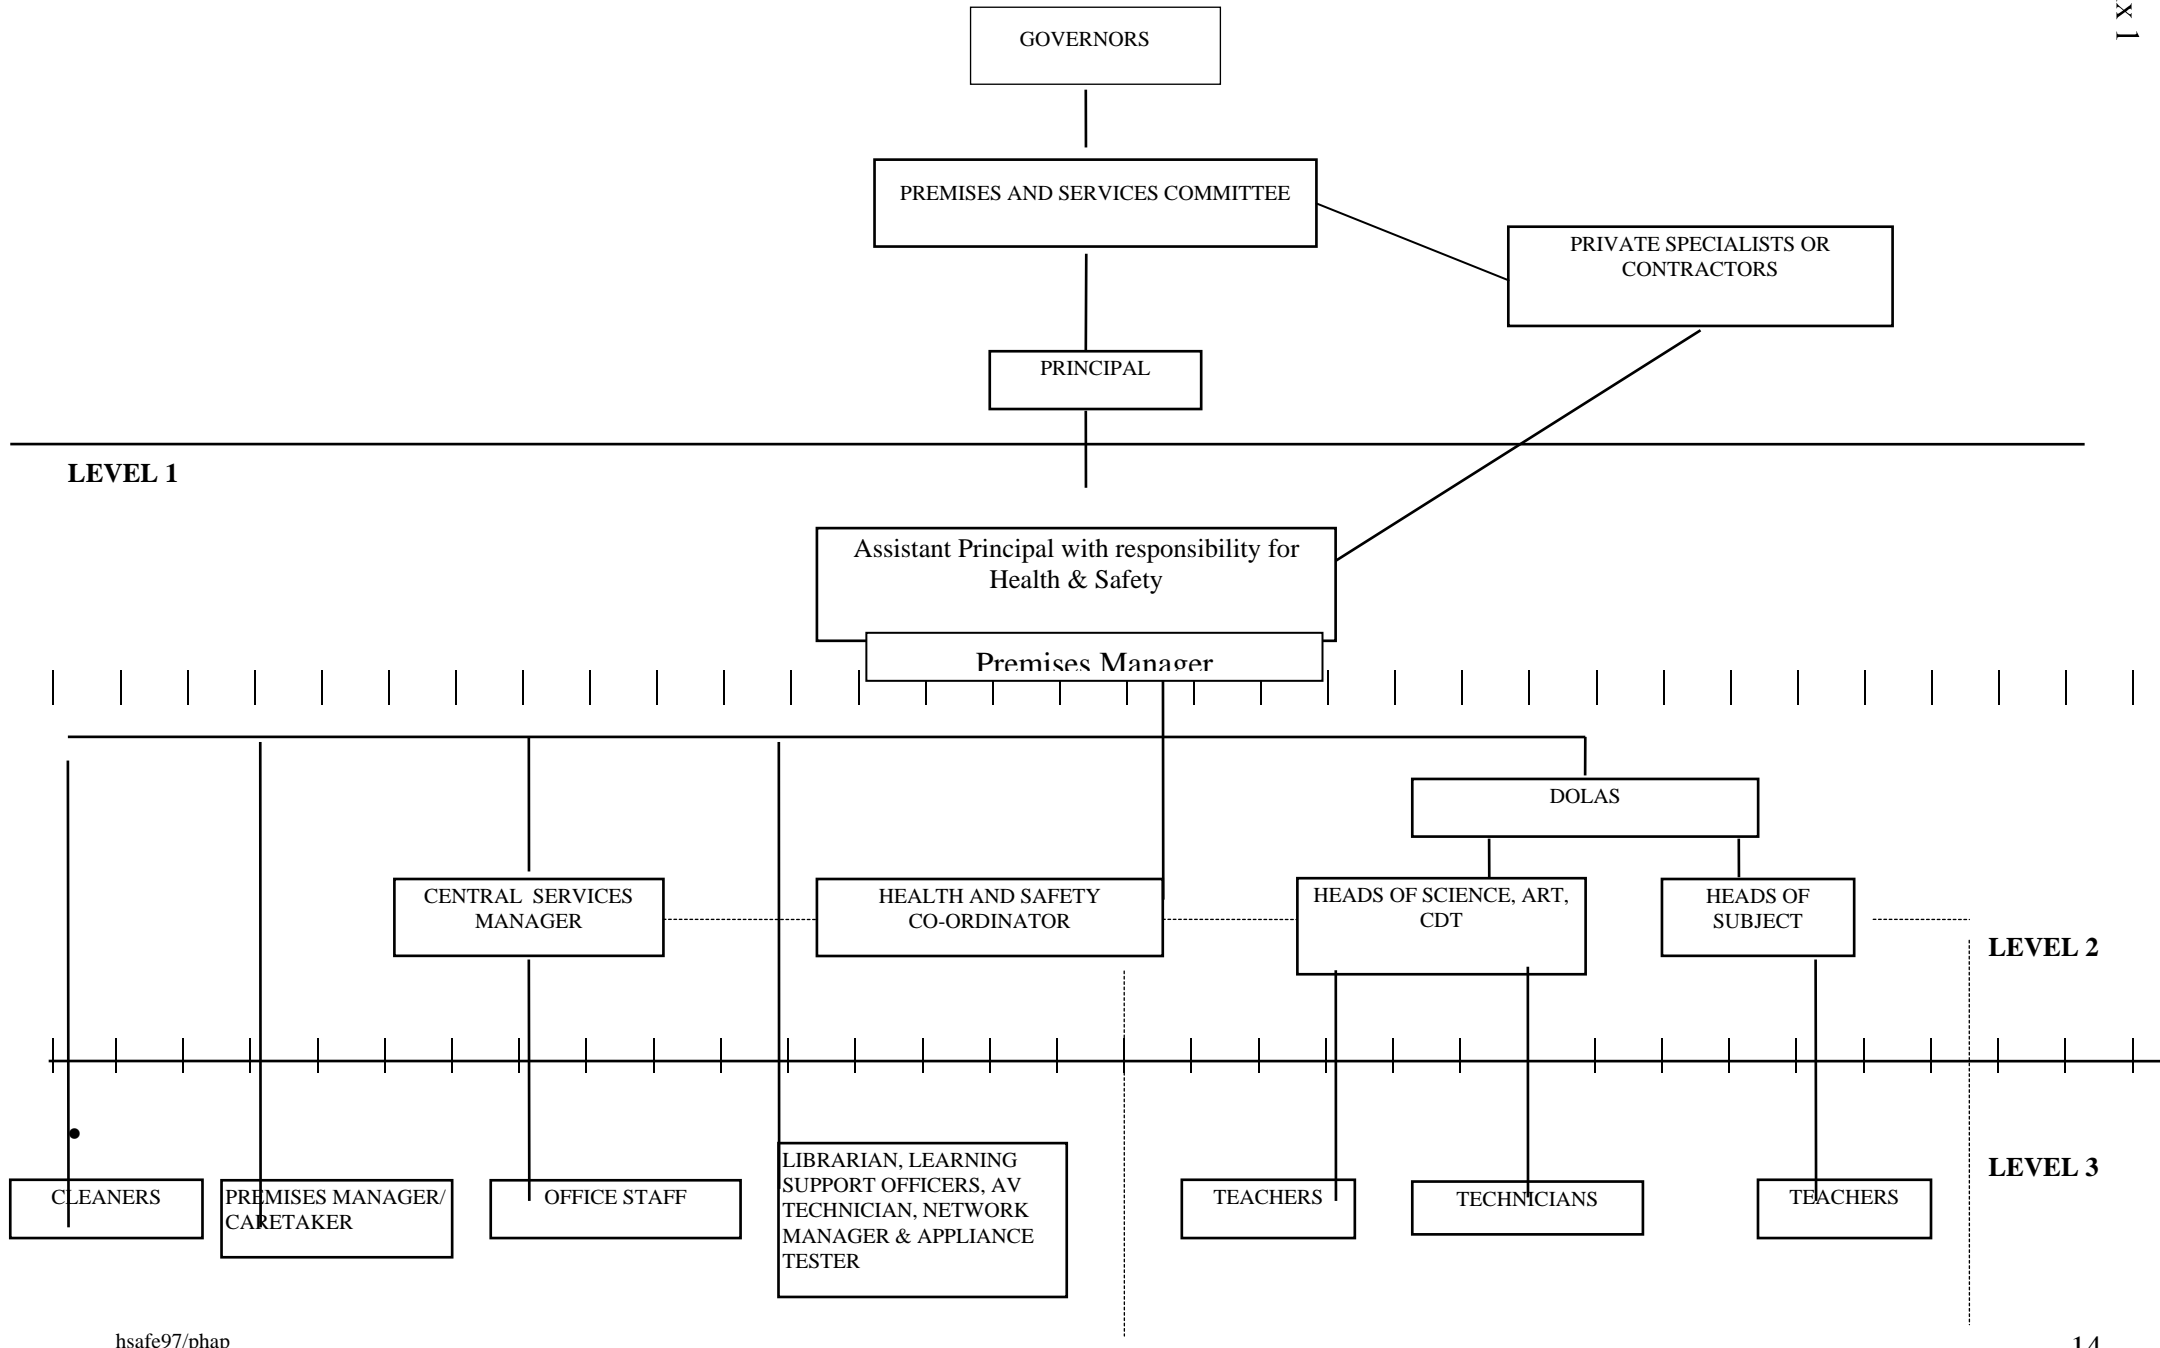 x 1
GOVERNORS
PREMISES AND SERVICES COMMITTEE
PRIVATE SPECIALISTS OR
CONTRACTORS
PRINCIPAL
LEVEL 1
Assistant Principal with responsibility for
Health & Safety
Premises Manager
DOLAS
CENTRAL SERVICES
MANAGER
HEALTH AND SAFETY
CO-ORDINATOR
HEADS OF SCIENCE, ART,
CDT
HEADS OF
SUBJECT
LEVEL 2
LEVEL 3
CLEANERS
PREMISES MANAGER/
CARETAKER
OFFICE STAFF
LIBRARIAN, LEARNING
SUPPORT OFFICERS, AV
TECHNICIAN, NETWORK
MANAGER & APPLIANCE
TESTER
TEACHERS
TECHNICIANS
TEACHERS
hsafe97/phap
14